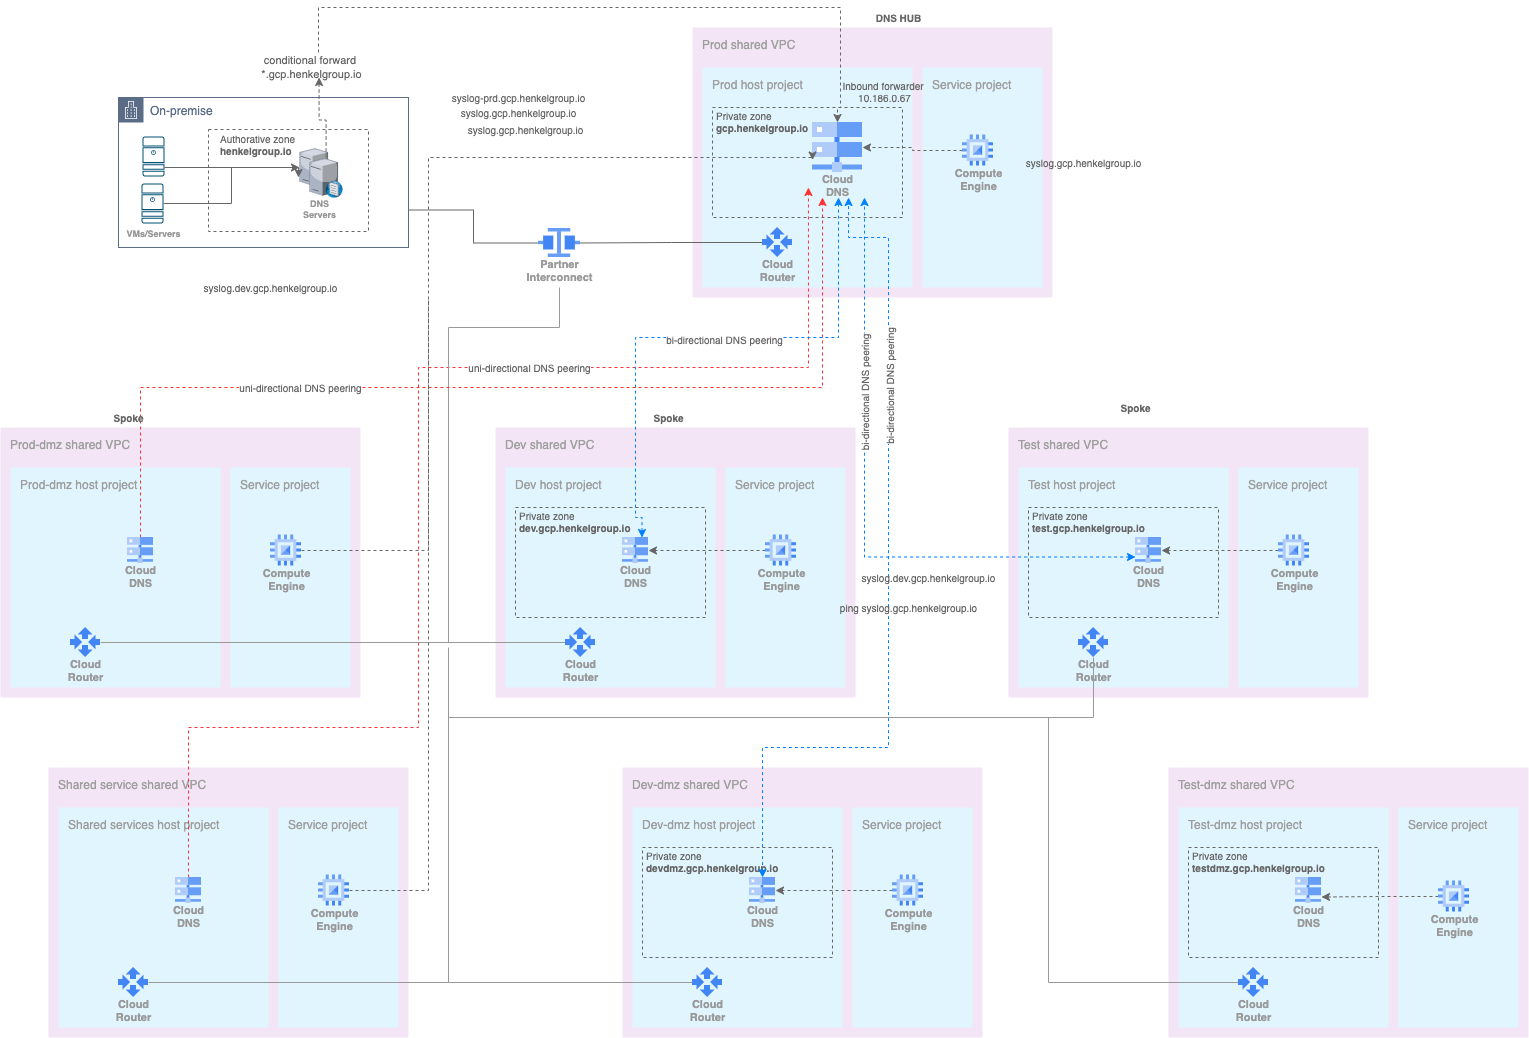 DNS HUB
Prod shared VPC
conditional forward
*.gcp.henkelgroup.io
Prod host project
Inbound forwarder
10.186.0.67
Service project
syslog-prd.gcp.henkelgroup.io
syslog.gcp.henkelgroup.io
syslog.gcp.henkelgroup.io
On-premise
Authorative zone
henkelgroup.io
DNS
Servers
VMs/Servers
Private zone
gcp.henkelgroup.io
Cloud
DNS
Compute
Engine
syslog.gcp.henkelgroup.io
Partner
Interconnect
Cloud
Router
syslog.dev.gcp.henkelgroup.io
bi-directional DNS peering
uni-directional DNS peering
uni-directional DNS peering
bi-directional DNS peering
bi-directional DNS peering
Spoke
Prod-dmz shared VPC
Prod-dmz host project
Service project
Cloud
DNS
Compute
Engine
Cloud
Router
Spoke
Dev shared VPC
Dev host project
Service project
Private zone
dev.gcp.henkelgroup.io
Cloud
DNS
Compute
Engine
Cloud
Router
syslog.dev.gcp.henkelgroup.io
ping syslog.gcp.henkelgroup.io
Spoke
Test shared VPC
Test host project
Service project
Private zone
test.gcp.henkelgroup.io
Cloud
DNS
Compute
Engine
Cloud
Router
Shared service shared VPC
Shared services host project
Service project
Cloud
DNS
Compute
Engine
Cloud
Router
Dev-dmz shared VPC
Dev-dmz host project
Service project
Private zone
devdmz.gcp.henkelgroup.io
Cloud
DNS
Compute
Engine
Cloud
Router
Test-dmz shared VPC
Test-dmz host project
Service project
Private zone
testdmz.gcp.henkelgroup.io
Cloud
DNS
Compute
Engine
Cloud
Router